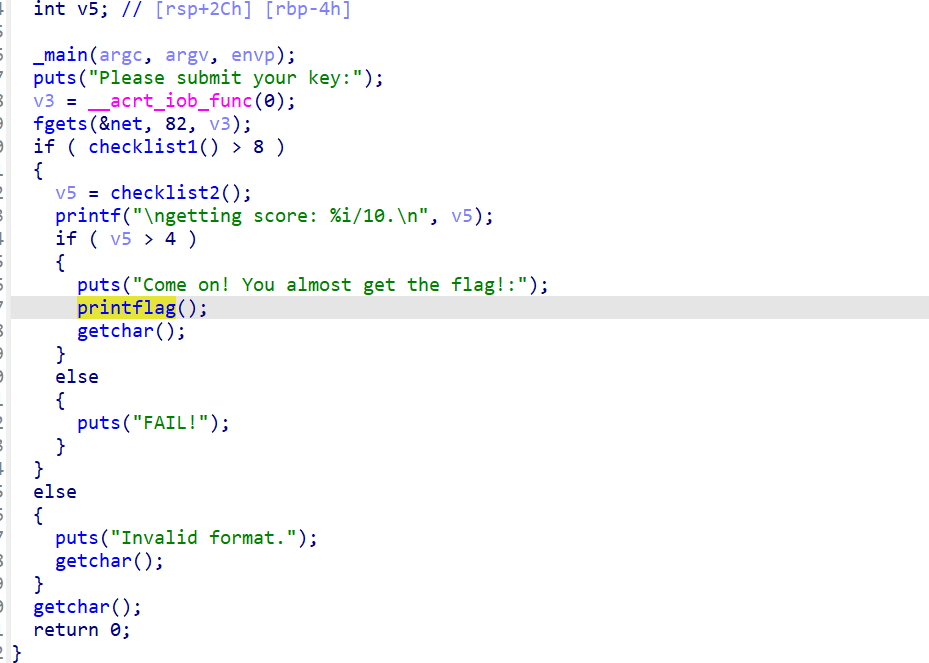 int v5; // [rsp+2Ch] [rbp-4h]
_main(argc, argv, envp);
puts("Please submit your key:");
v3 = __acrt_iob_func(0);
fgets(&net, 82, v3);
if ( checklist1() > 8 )
{
v5 = checklist2();
printf("\ngetting score: %i/10.\n", v5);
if ( v5 > 4 )
{
puts("Come on! You almost get the flag!:");
printflag();
getchar();
}
else
{
puts("FAIL!");
}
}
else
{
puts("Invalid format.");
getchar();
}
getchar();
return 0;
}